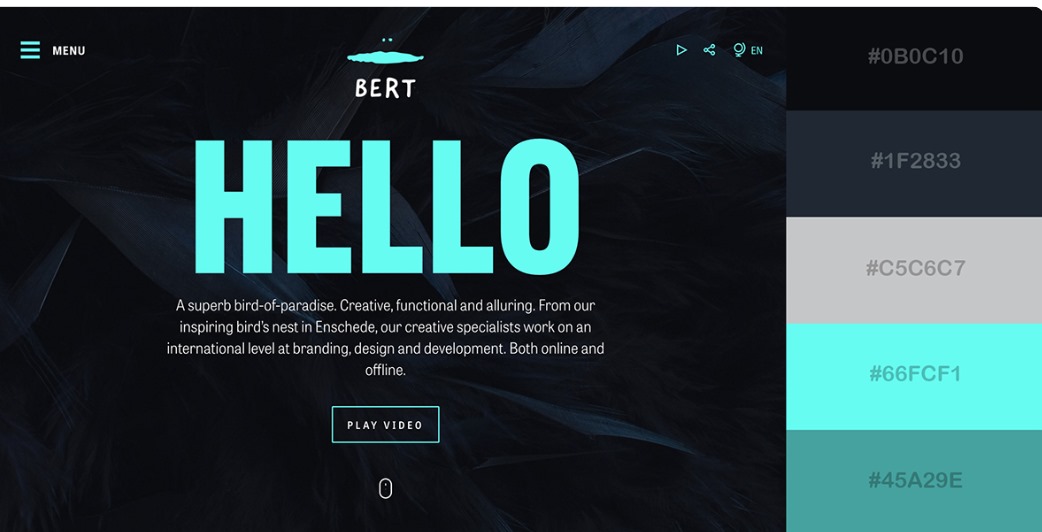 MENU
BERT
EN
HELLO
A superb bird-of-paradise. Creative, functional and alluring. From our
inspiring bird's nest in Enschede, our creative specialists work on an
international level at branding, design and development. Both online and
offline.
PLAY VIDEO
#0B0C10
#1F2833
#C5C6C7
#66FCF1
#45A29E